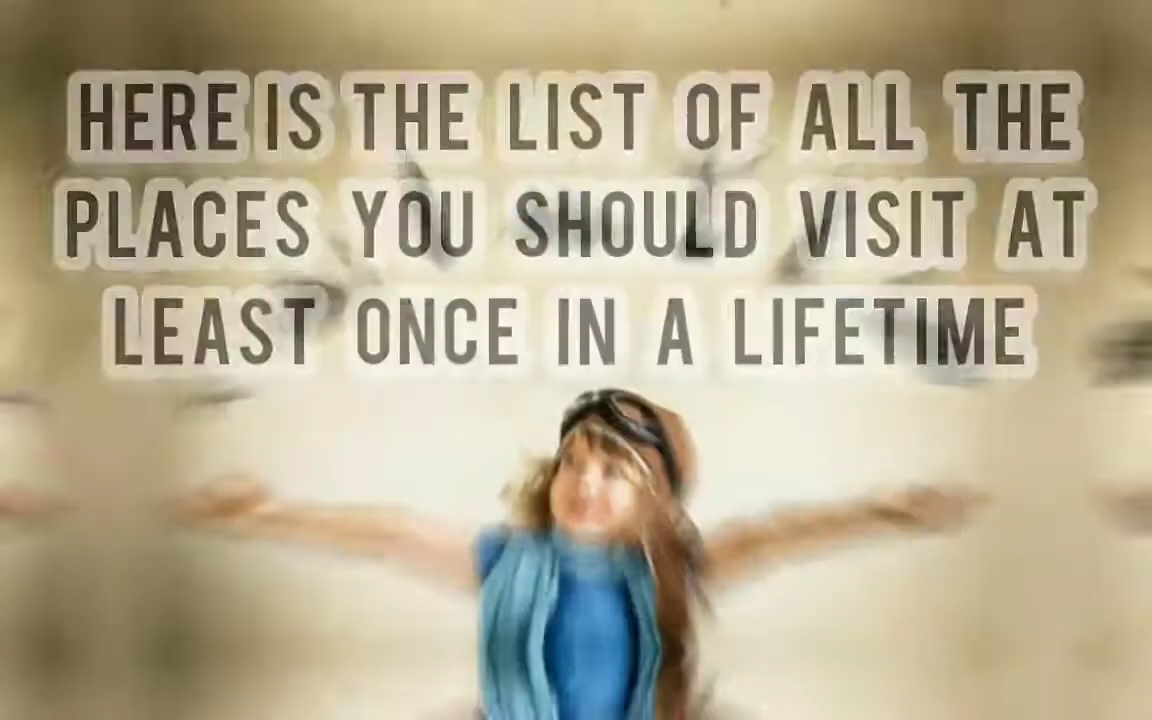 HERE IS THE LIST OF ALL THE
PLACES YOU SHOULD VISIT AT
LEAST ONCE IN A LIFETIME